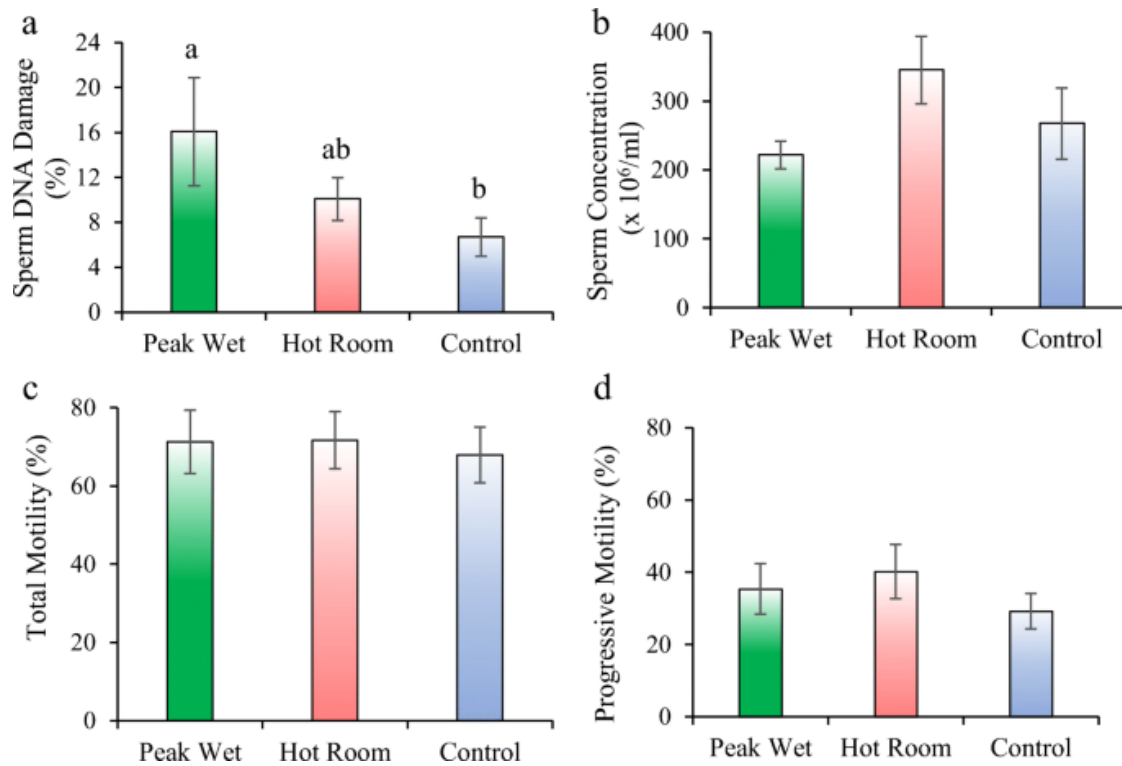 a
Sperm DNA Damage
(%)
24
20
16
12
8
4
0
a
ab
b
Peak Wet
Hot Room
Control
b
Sperm Concentration
(x 10⁶/ml)
400
300
200
100
0
Peak Wet
Hot Room
Control
c
Total Motility (%)
80
60
40
20
0
Peak Wet
Hot Room
Control
d
Progressive Motility (%)
80
60
40
20
0
Peak Wet
Hot Room
Control